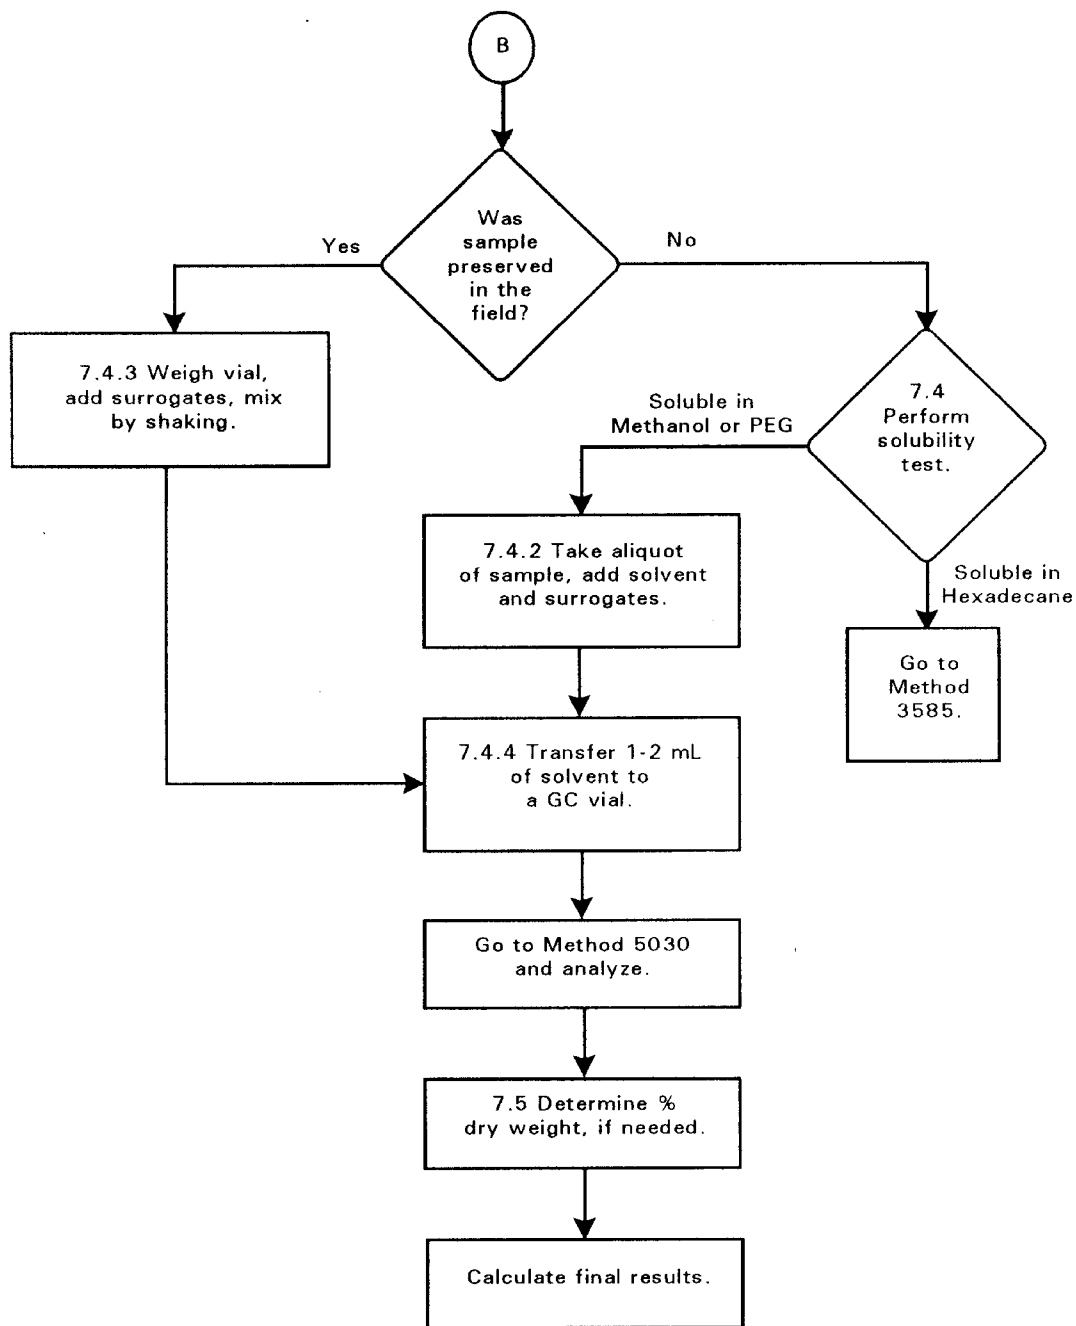 B
Was
sample
preserved
in the
field?
Yes
No
7.4.3 Weigh vial,
add surrogates, mix
by shaking.
7.4
Perform
solubility
test.
Soluble in
Methanol or PEG
7.4.2 Take aliquot
of sample, add solvent
and surrogates.
Soluble in
Hexadecane
Go to
Method
3585.
7.4.4 Transfer 1-2 mL
of solvent to
a GC vial.
Go to Method 5030
and analyze.
7.5 Determine %
dry weight, if needed.
Calculate final results.